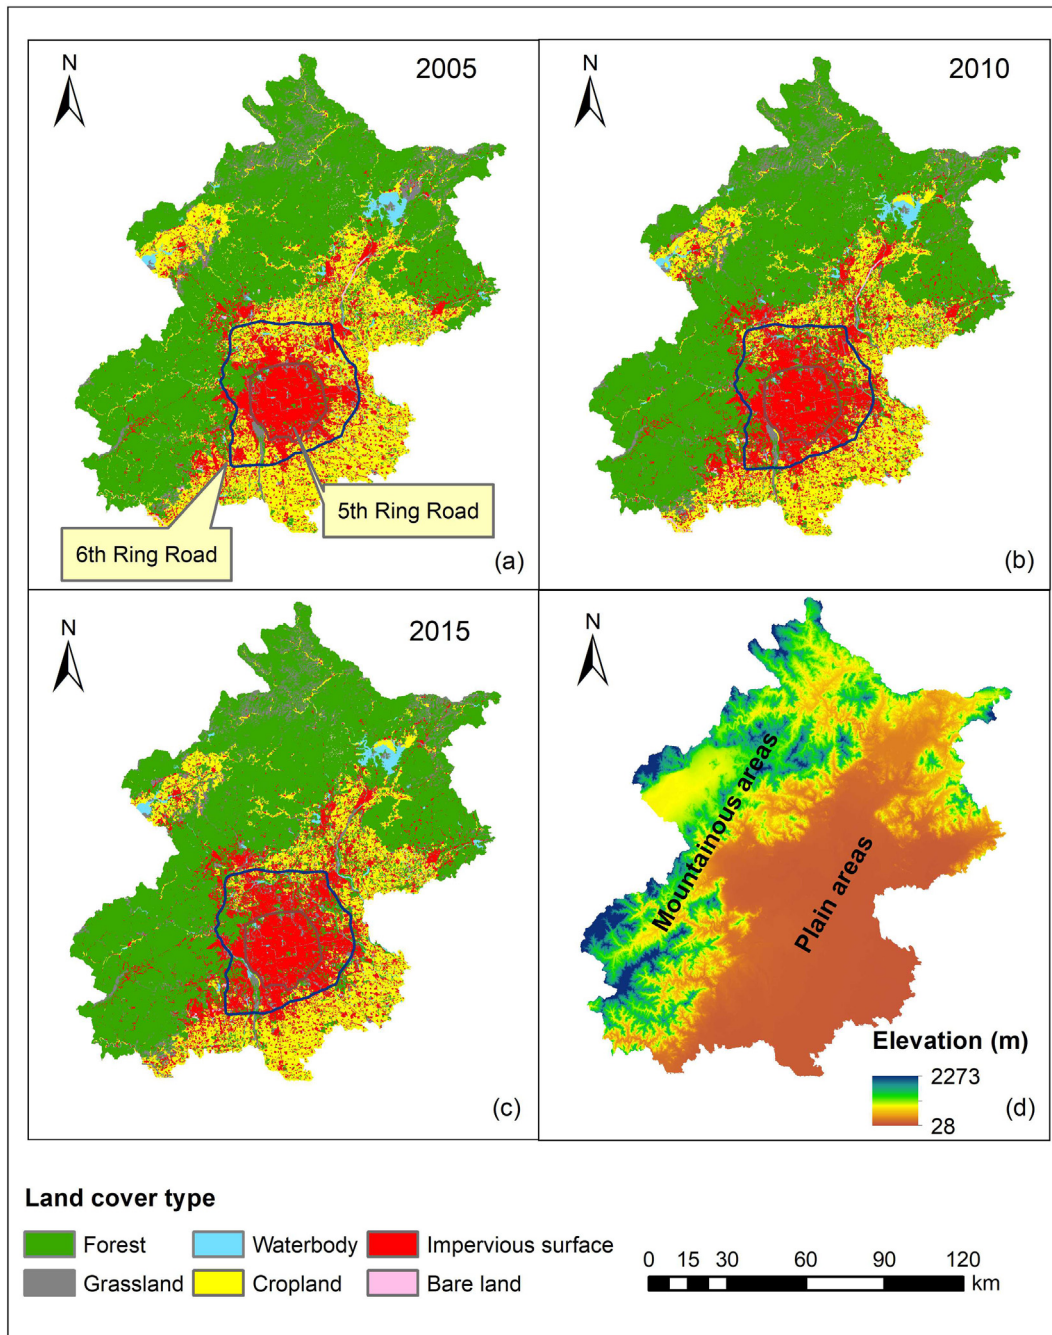 N
2005
5th Ring Road
6th Ring Road
(a)
N
2010
(b)
N
2015
(c)
N
Mountainous areas
Plain areas
Elevation (m)
2273
28
(d)
Land cover type
Forest
Waterbody
Impervious surface
Grassland
Cropland
Bare land
0 15 30 60 90 120
km